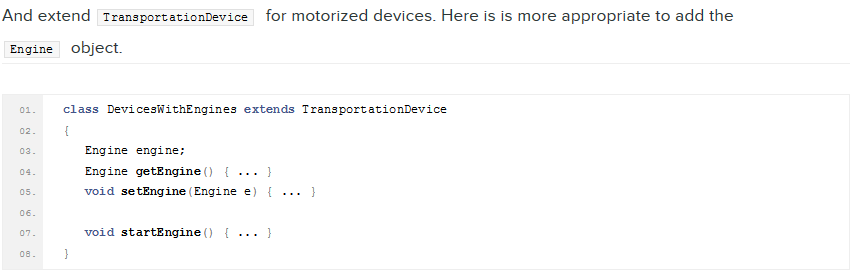 And extend TransportationDevice for motorized devices. Here is is more appropriate to add the
Engine object.
01. class DevicesWithEngines extends TransportationDevice
02. {
03. Engine engine;
04. Engine getEngine() { ... }
05. void setEngine(Engine e) { ... }
06.
07. void startEngine() { ... }
08. }